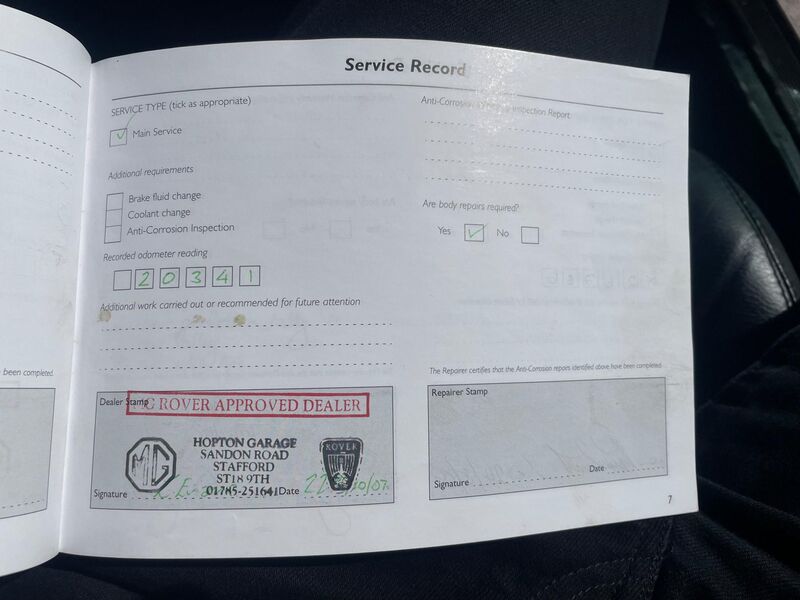 Service Record
SERVICE TYPE (tick as appropriate)
Main Service
Additional requirements
Brake fluid change
Coolant change
Anti-Corrosion Inspection
Recorded odometer reading
20341
Additional work carried out or recommended for future attention
Dealer Stamp
ROVER APPROVED DEALER
MG
HOPTON GARAGE
SANDON ROAD
STAFFORD
ST18 9TH
01785-251641
ROVER
Signature
Date
Anti-Corrosion
Inspection Report
Are body repairs required?
Yes
No
The Repairer certifies that the Anti-Corrosion repairs identified above have been completed.
Repairer Stamp
Signature
Date
7
been completed.